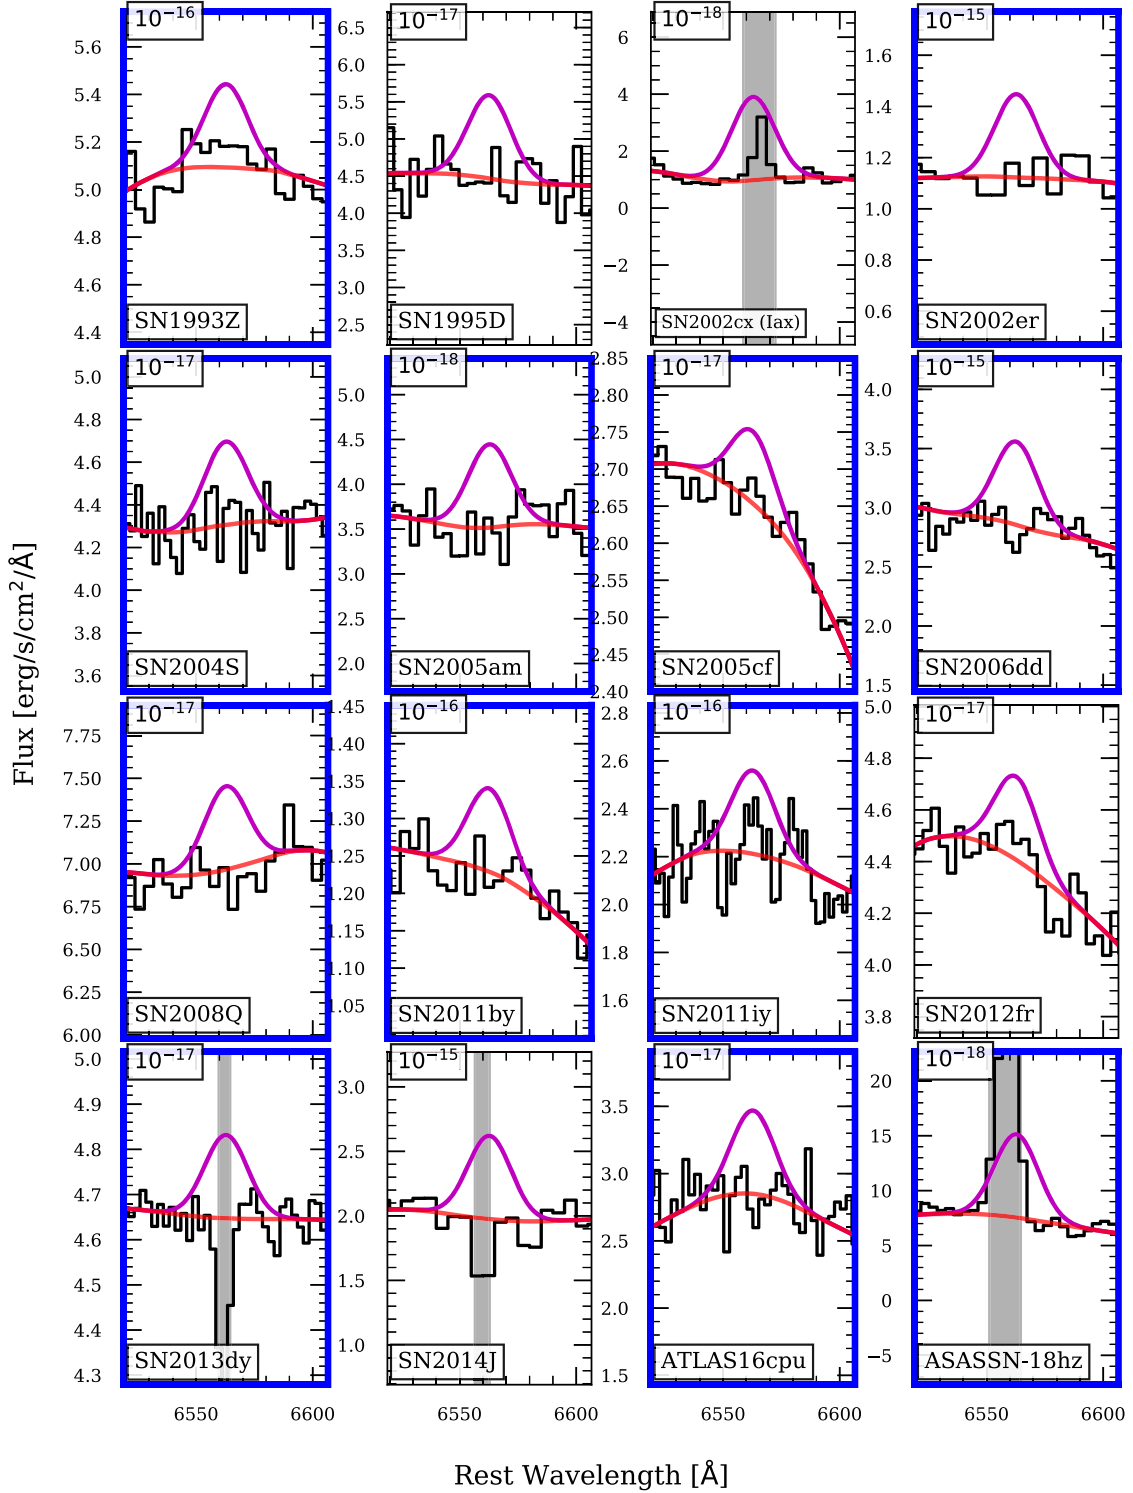 10⁻¹⁶ 10⁻¹⁷ 10⁻¹⁸ 10⁻¹⁵
5.6 5.4 5.2 5.0 4.8 4.6 4.4
6.5 6.0 5.5 5.0 4.5 4.0 3.5 3.0 2.5
6 4 2 0 −2 −4
1.6 1.4 1.2 1.0 0.8 0.6
SN1993Z SN1995D SN2002cx (Iax) SN2002er
10⁻¹⁷ 10⁻¹⁸ 10⁻¹⁷ 10⁻¹⁵
5.0 4.8 4.6 4.4 4.2 4.0 3.8 3.6
5.0 4.5 4.0 3.5 3.0 2.5 2.0
2.85 2.80 2.75 2.70 2.65 2.60 2.55 2.50 2.45 2.40
4.0 3.5 3.0 2.5 2.0 1.5
SN2004S SN2005am SN2005cf SN2006dd
Flux [erg/s/cm²/Å]
10⁻¹⁷ 10⁻¹⁶ 10⁻¹⁶ 10⁻¹⁷
7.75 7.50 7.25 7.00 6.75 6.50 6.25 6.00
1.45 1.40 1.35 1.30 1.25 1.20 1.15 1.10 1.05
2.8 2.6 2.4 2.2 2.0 1.8 1.6
5.0 4.8 4.6 4.4 4.2 4.0 3.8
SN2008Q SN2011by SN2011iy SN2012fr
10⁻¹⁷ 10⁻¹⁵ 10⁻¹⁷ 10⁻¹⁸
5.0 4.9 4.8 4.7 4.6 4.5 4.4 4.3
3.0 2.5 2.0 1.5 1.0
3.5 3.0 2.5 2.0 1.5
20 15 10 5 0 −5
SN2013dy SN2014J ATLAS16cpu ASASSN-18hz
6550 6600 6550 6600 6550 6600 6550 6600
Rest Wavelength [Å]